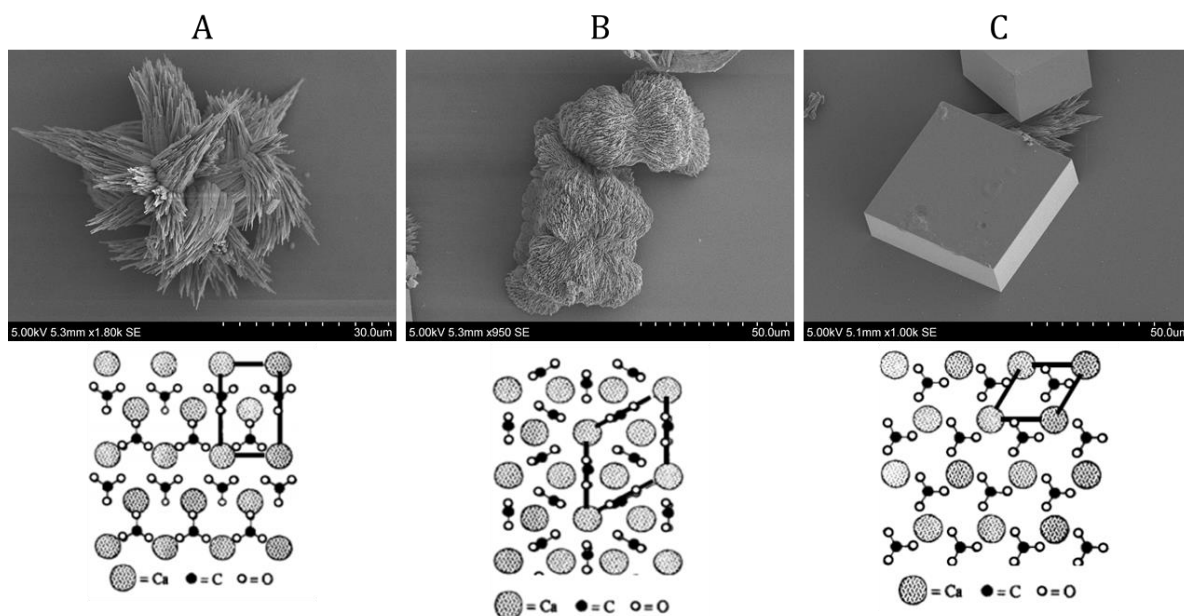 A
B
C
5.00kV 5.3mm x1.80k SE 30.0um
5.00kV 5.3mm x950 SE 50.0um
5.00kV 5.1mm x1.00k SE 50.0um
=Ca =C =O
=Ca =C =O
=Ca =C =O